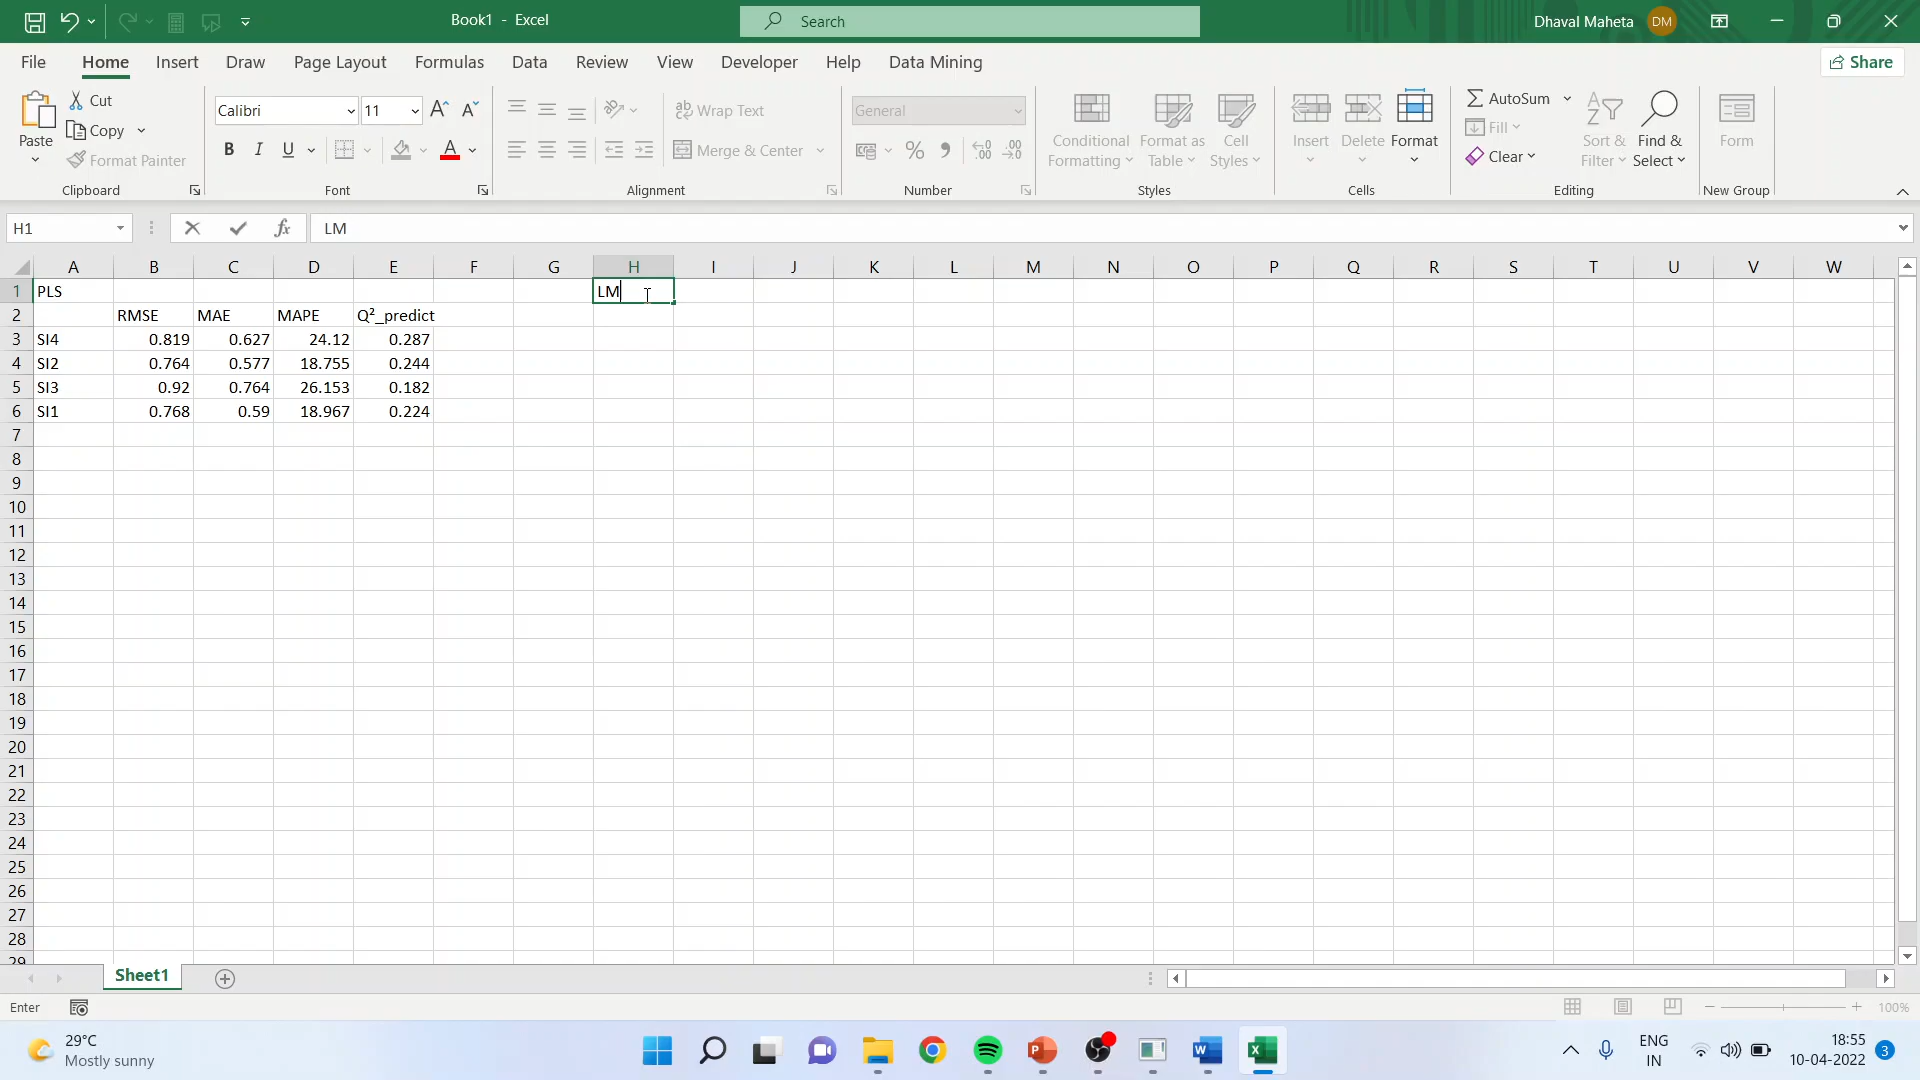 Book1 - Excel
Search
Dhaval Maheta
DM
File Home Insert Draw Page Layout Formulas Data Review View Developer Help Data Mining
Share
Paste
Cut
Copy
Format Painter
Clipboard
Calibri 11
B I U A
Font
ab Wrap Text
Merge & Center
Alignment
General
% ,
Number
Conditional Formatting
Format as Table
Cell Styles
Styles
Insert Delete Format
Cells
AutoSum
Fill
Clear
Sort & Filter
Find & Select
Editing
Form
New Group
H1
fx
LM
A B C D E F G H I J K L M N O P Q R S T U V W
1 PLS LM
2 RMSE MAE MAPE Q²_predict
3 SI4 0.819 0.627 24.12 0.287
4 SI2 0.764 0.577 18.755 0.244
5 SI3 0.92 0.764 26.153 0.182
6 SI1 0.768 0.59 18.967 0.224
7
8
9
10
11
12
13
14
15
16
17
18
19
20
21
22
23
24
25
26
27
28
29
Sheet1
Enter
100%
29°C
Mostly sunny
ENG
IN
18:55
10-04-2022
3